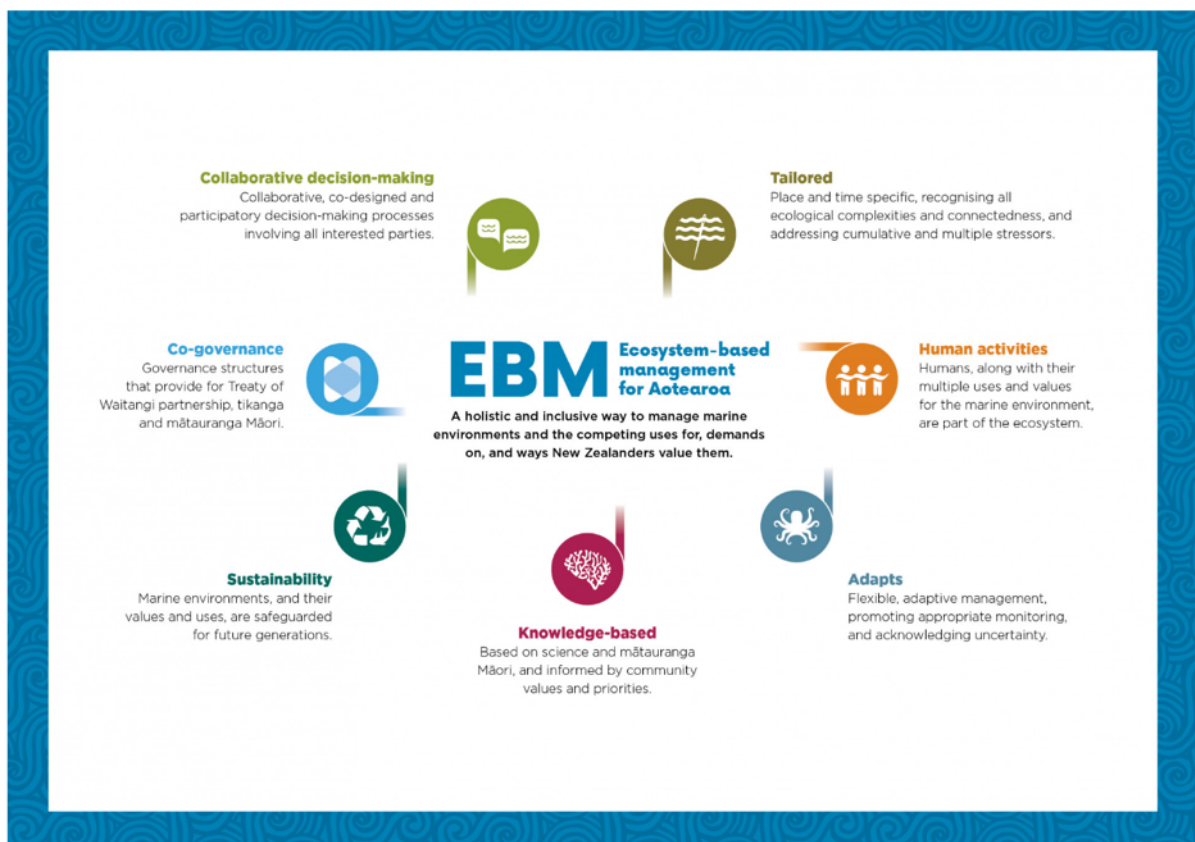 Collaborative decision-making
Collaborative, co-designed and
participatory decision-making processes
involving all interested parties.
Tailored
Place and time specific, recognising all
ecological complexities and connectedness, and
addressing cumulative and multiple stressors.
Co-governance
Governance structures
that provide for Treaty of
Waitangi partnership, tikanga
and mātauranga Māori.
EBM
Ecosystem-based
management
for Aotearoa
A holistic and inclusive way to manage marine
environments and the competing uses for, demands
on, and ways New Zealanders value them.
Human activities
Humans, along with their
multiple uses and values
for the marine environment,
are part of the ecosystem.
Sustainability
Marine environments, and their
values and uses, are safeguarded
for future generations.
Knowledge-based
Based on science and mātauranga
Māori, and informed by community
values and priorities.
Adapts
Flexible, adaptive management,
promoting appropriate monitoring,
and acknowledging uncertainty.